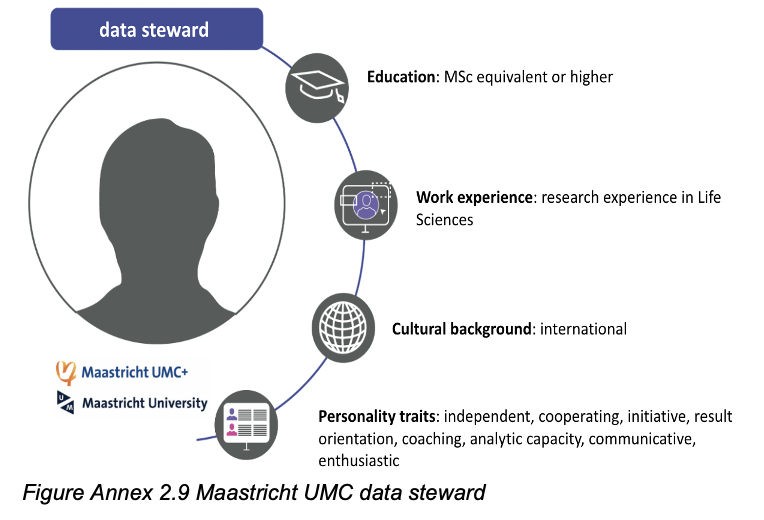 data steward
Education: MSc equivalent or higher
Work experience: research experience in Life
Sciences
Cultural background: international
Maastricht UMC+
U
M
Maastricht University
Personality traits: independent, cooperating, initiative, result
orientation, coaching, analytic capacity, communicative,
enthusiastic
Figure Annex 2.9 Maastricht UMC data steward